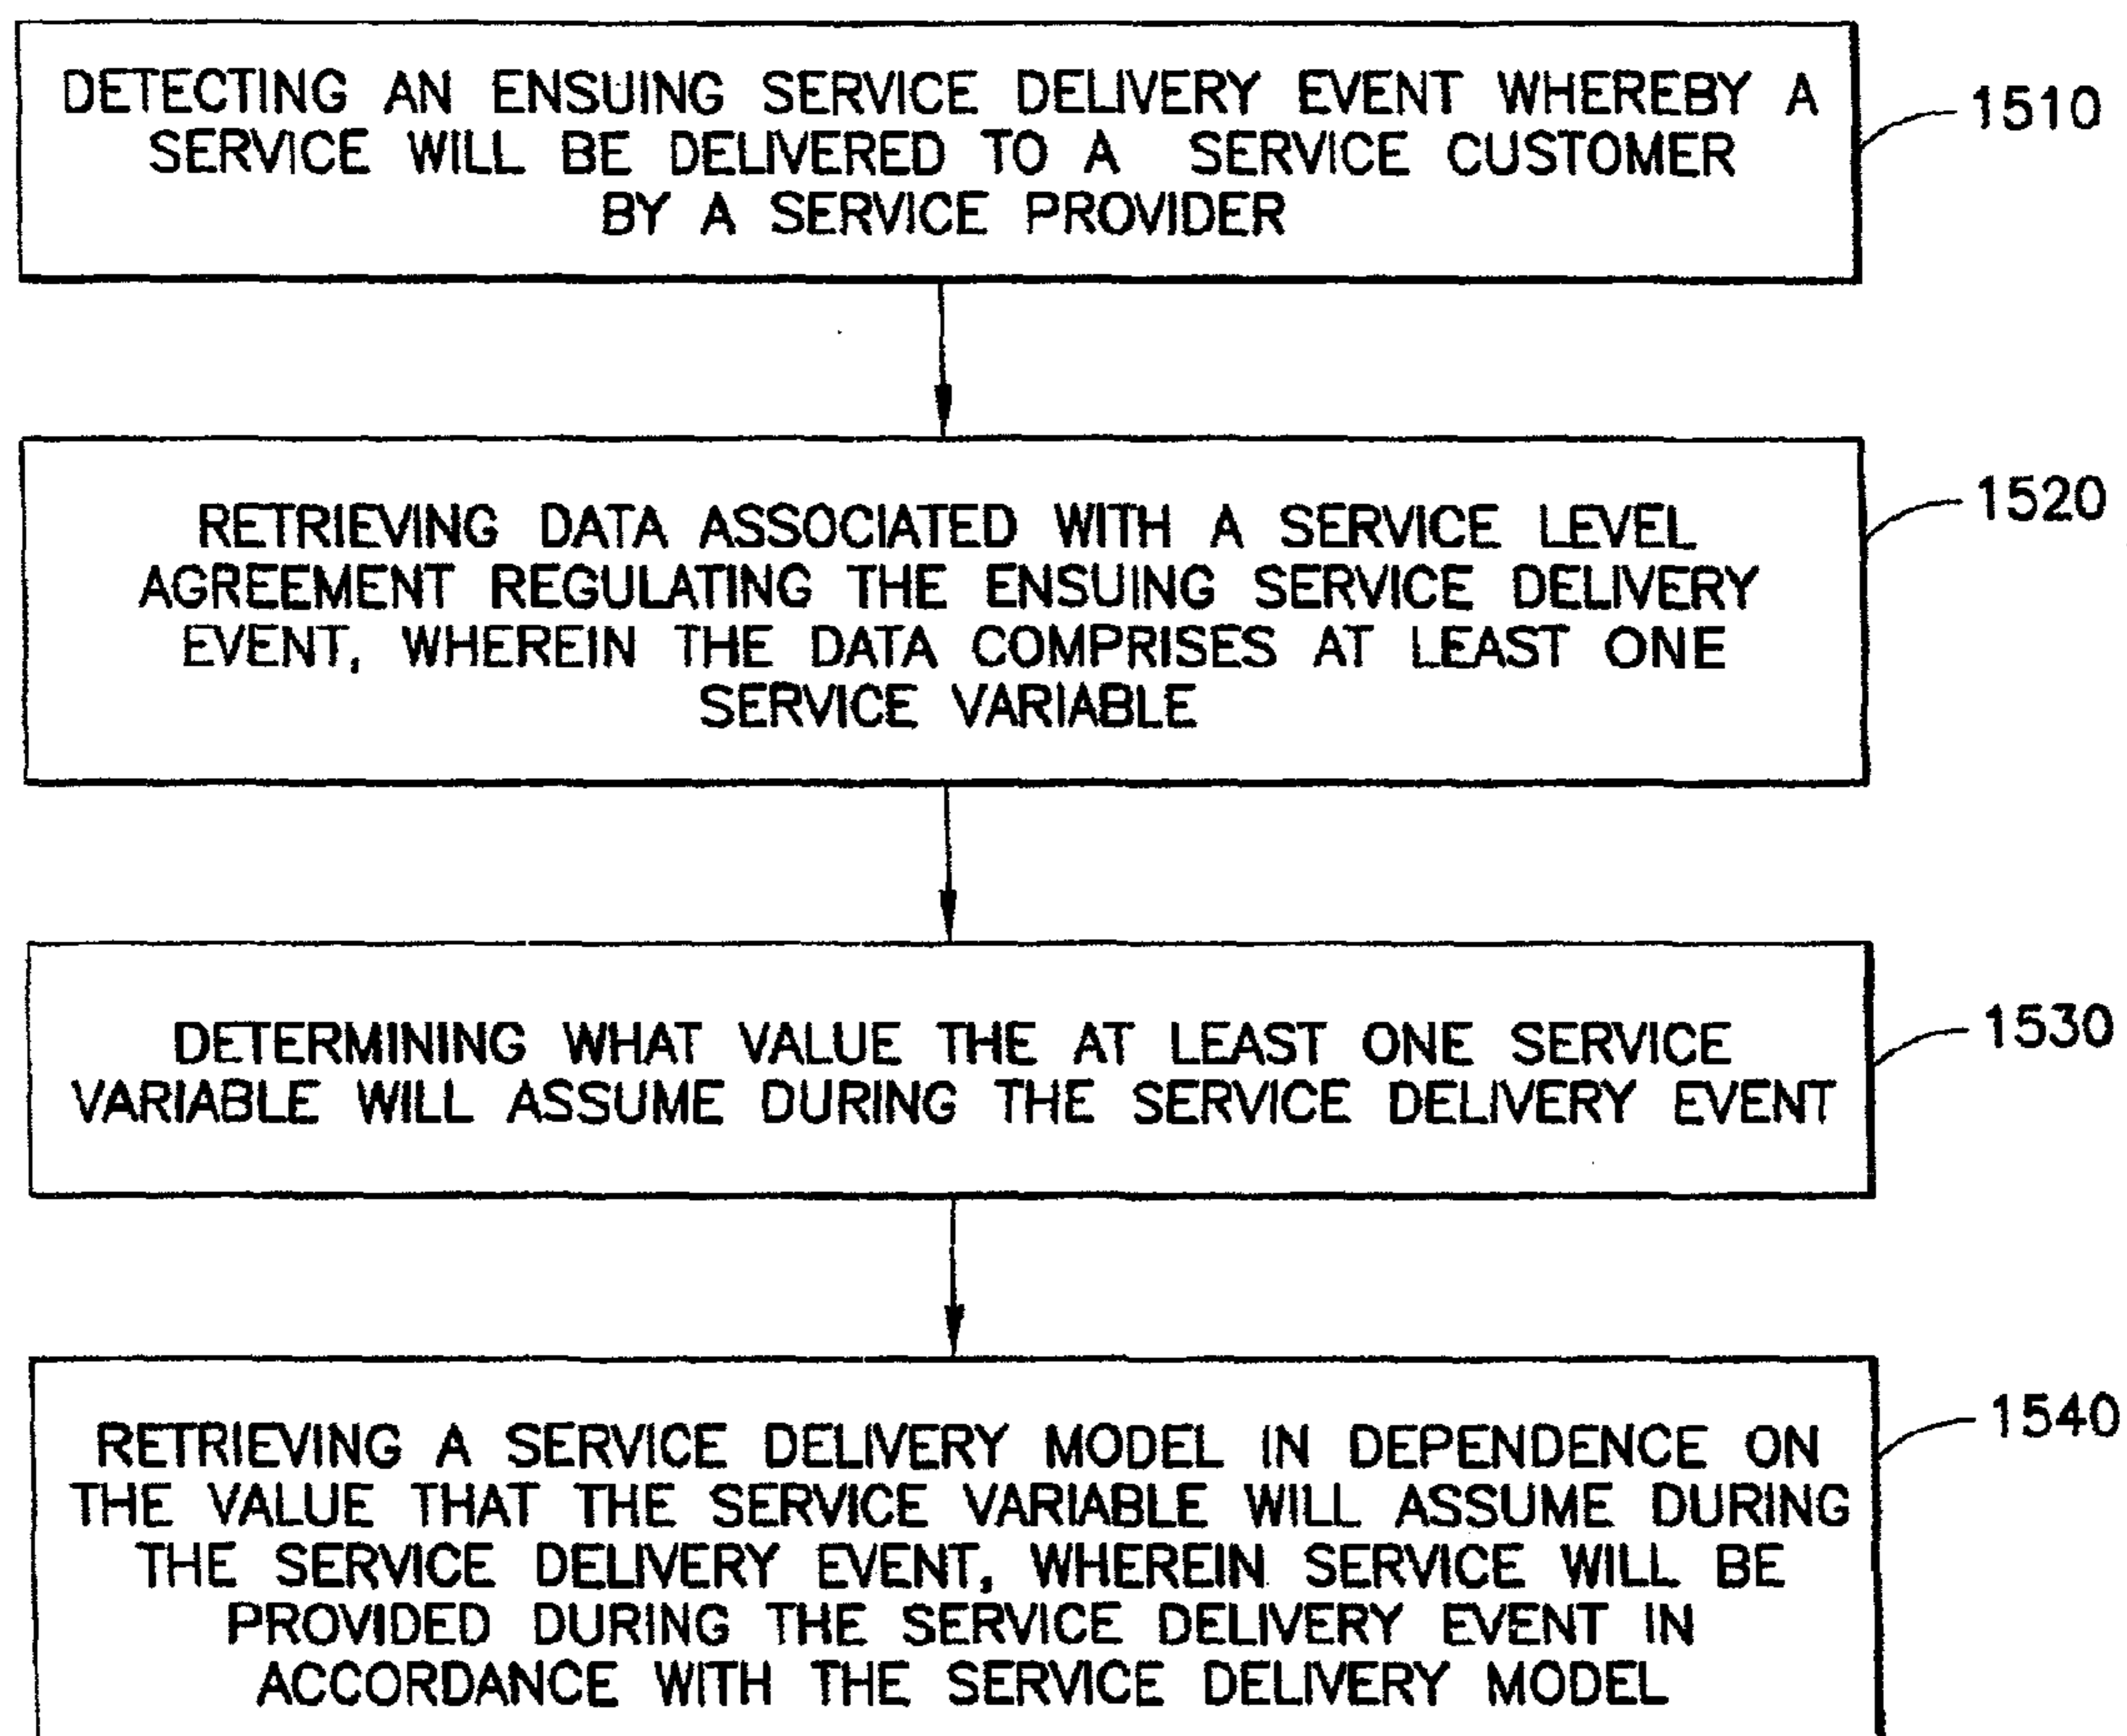 DETECTING AN ENSUING SERVICE DELIVERY EVENT WHEREBY A
SERVICE WILL BE DELIVERED TO A SERVICE CUSTOMER
BY A SERVICE PROVIDER
1510
RETRIEVING DATA ASSOCIATED WITH A SERVICE LEVEL
AGREEMENT REGULATING THE ENSUING SERVICE DELIVERY
EVENT, WHEREIN THE DATA COMPRISES AT LEAST ONE
SERVICE VARIABLE
1520
DETERMINING WHAT VALUE THE AT LEAST ONE SERVICE
VARIABLE WILL ASSUME DURING THE SERVICE DELIVERY EVENT
1530
RETRIEVING A SERVICE DELIVERY MODEL IN DEPENDENCE ON
THE VALUE THAT THE SERVICE VARIABLE WILL ASSUME DURING
THE SERVICE DELIVERY EVENT, WHEREIN SERVICE WILL BE
PROVIDED DURING THE SERVICE DELIVERY EVENT IN
ACCORDANCE WITH THE SERVICE DELIVERY MODEL
1540